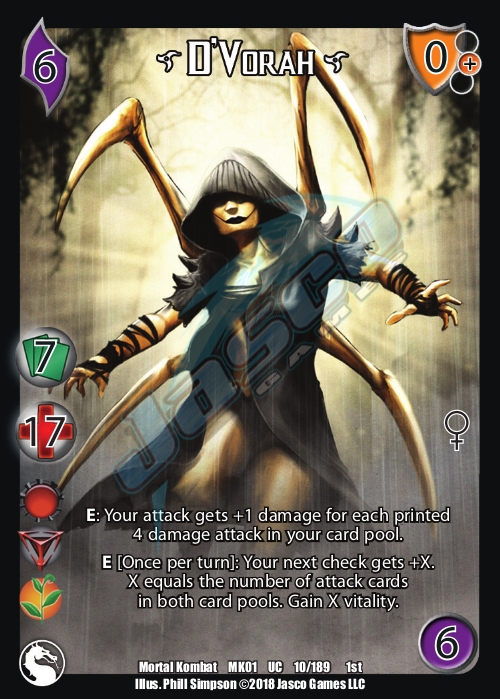 6
D'Vorah
0
+
7
17
E: Your attack gets +1 damage for each printed
4 damage attack in your card pool.
E [Once per turn]: Your next check gets +X.
X equals the number of attack cards
in both card pools. Gain X vitality.
6
Mortal Kombat MK01 UC 10/189 1st
Illus. Phill Simpson ©2018 Jasco Games LLC
JASCO
GAMES